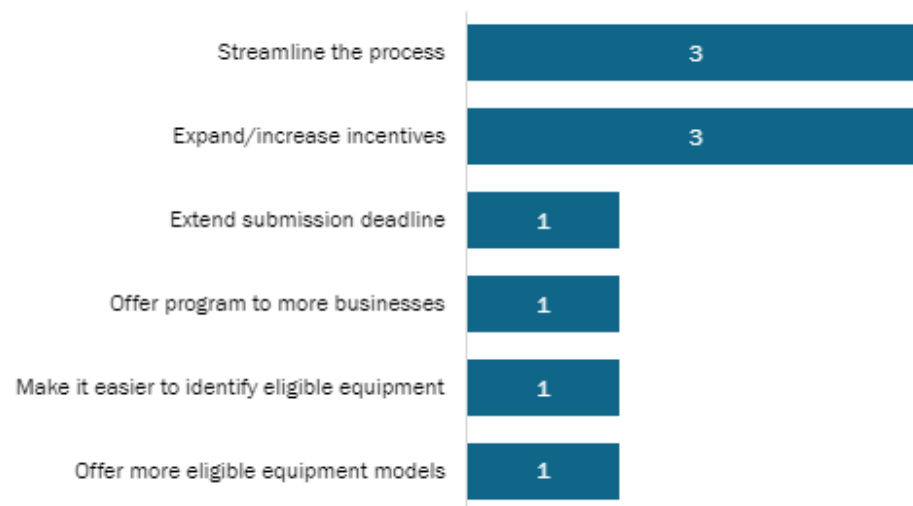 Streamline the process 3
Expand/increase incentives 3
Extend submission deadline 1
Offer program to more businesses 1
Make it easier to identify eligible equipment 1
Offer more eligible equipment models 1